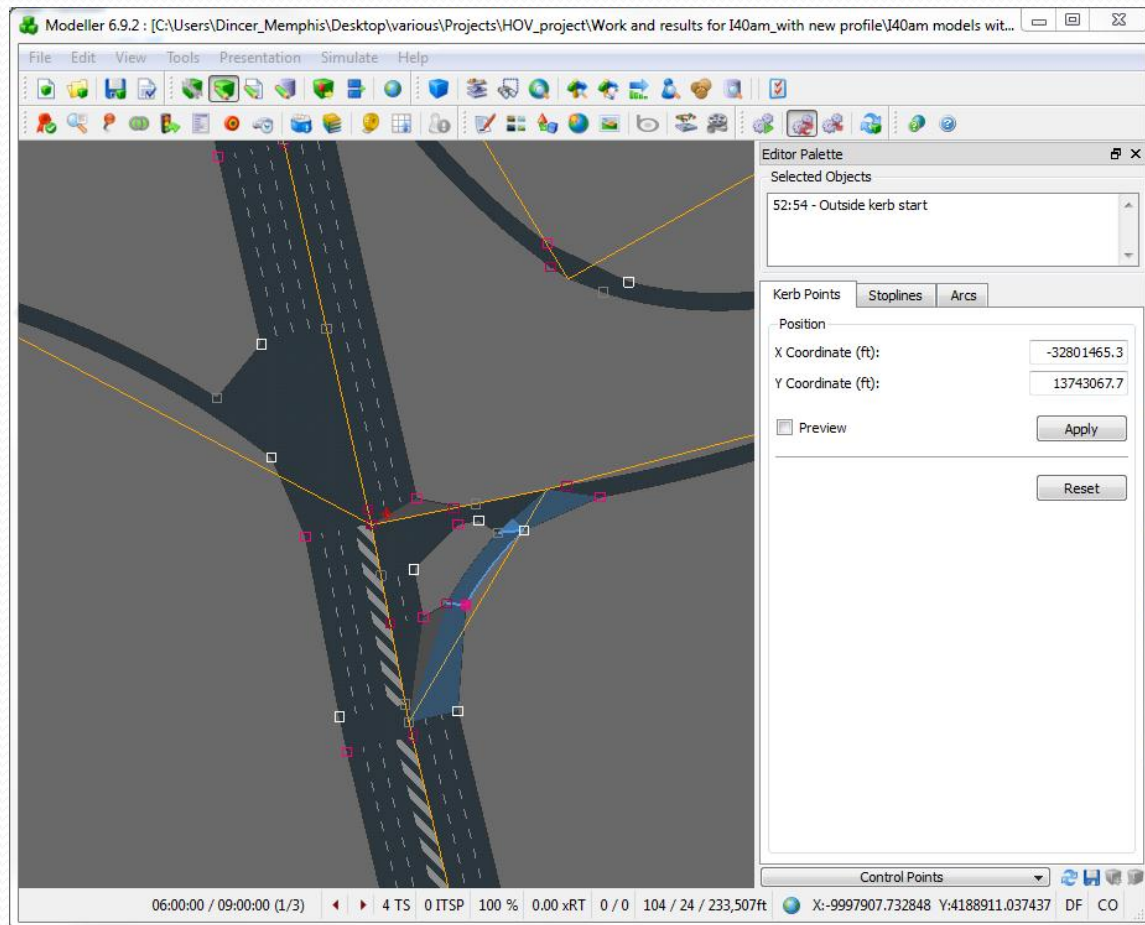 Modeller 6.9.2 : [C:\Users\Dincer_Memphis\Desktop\various\Projects\HOV_project\Work and results for I40am_with new profile\I40am models wit...
File Edit View Tools Presentation Simulate Help
Editor Palette
Selected Objects
52:54 - Outside kerb start
Kerb Points Stoplines Arcs
Position
X Coordinate (ft): -32801465.3
Y Coordinate (ft): 13743067.7
Preview Apply
Reset
Control Points
06:00:00 / 09:00:00 (1/3) 4 TS 0 ITSP 100 % 0.00 xRT 0 / 0 104 / 24 / 233,507ft X:-9997907.732848 Y:4188911.037437 DF CO